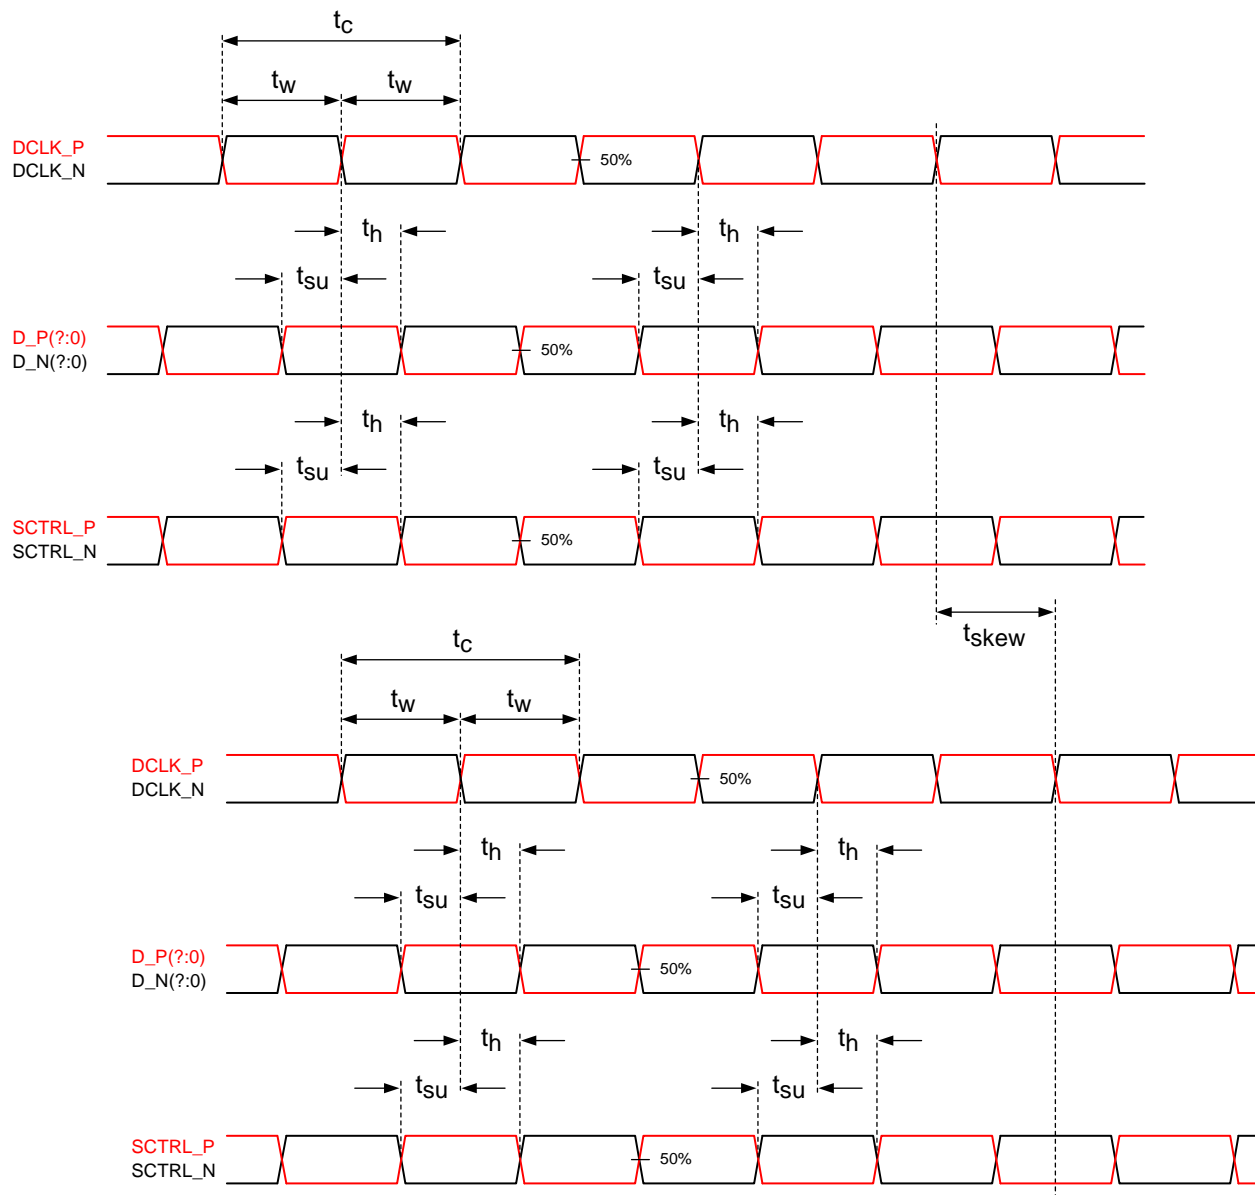 tc
tw tw
DCLK_P
DCLK_N
50%
th th
tsu tsu
D_P(?:0)
D_N(?:0)
50%
th th
tsu tsu
SCTRL_P
SCTRL_N
50%
tskew
tc
tw tw
DCLK_P
DCLK_N
50%
th th
tsu tsu
D_P(?:0)
D_N(?:0)
50%
th th
tsu tsu
SCTRL_P
SCTRL_N
50%